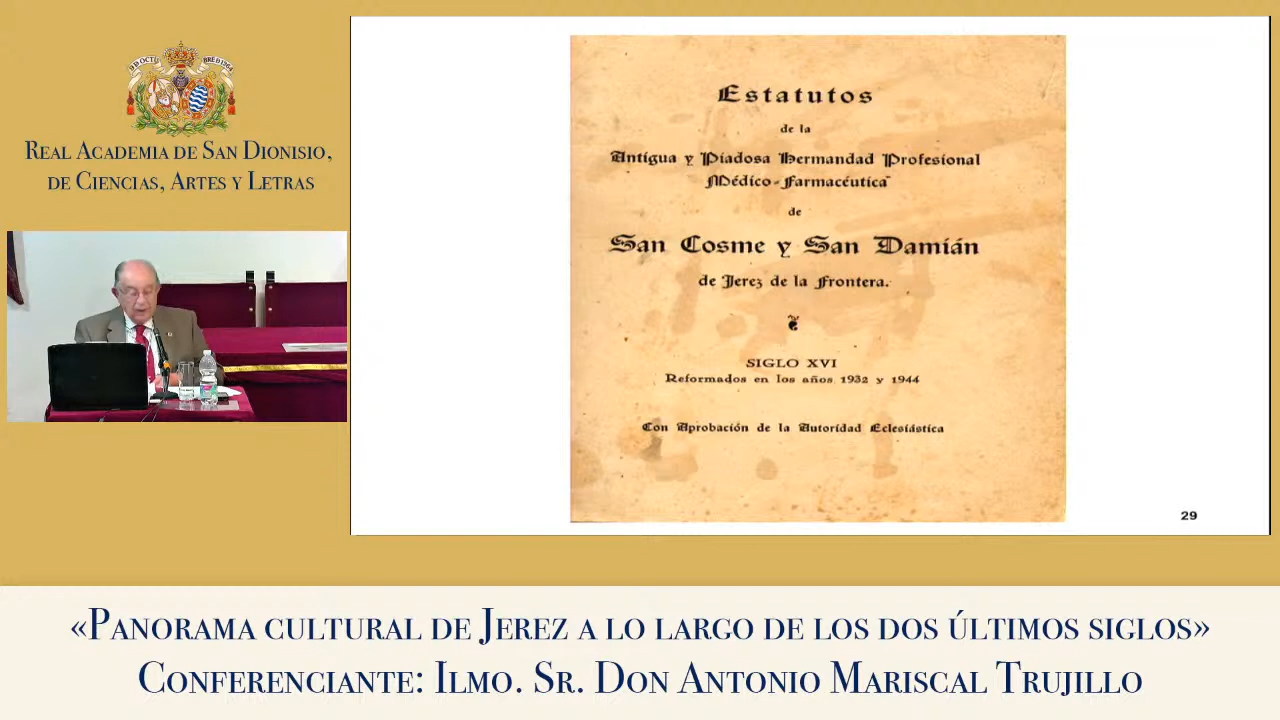 REAL ACADEMIA DE SAN DIONISIO,
DE CIENCIAS, ARTES Y LETRAS
Estatutos
de la
Antigua y Piadosa Hermandad Profesional
Médico-Farmacéutica
de
San Cosme y San Damián
de Jerez de la Frontera.
SIGLO XVI
Reformados en los años 1932 y 1944
Con Aprobación de la Autoridad Eclesiástica
29
«PANORAMA CULTURAL DE JEREZ A LO LARGO DE LOS DOS ÚLTIMOS SIGLOS»
CONFERENCIANTE: ILMO. SR. DON ANTONIO MARISCAL TRUJILLO